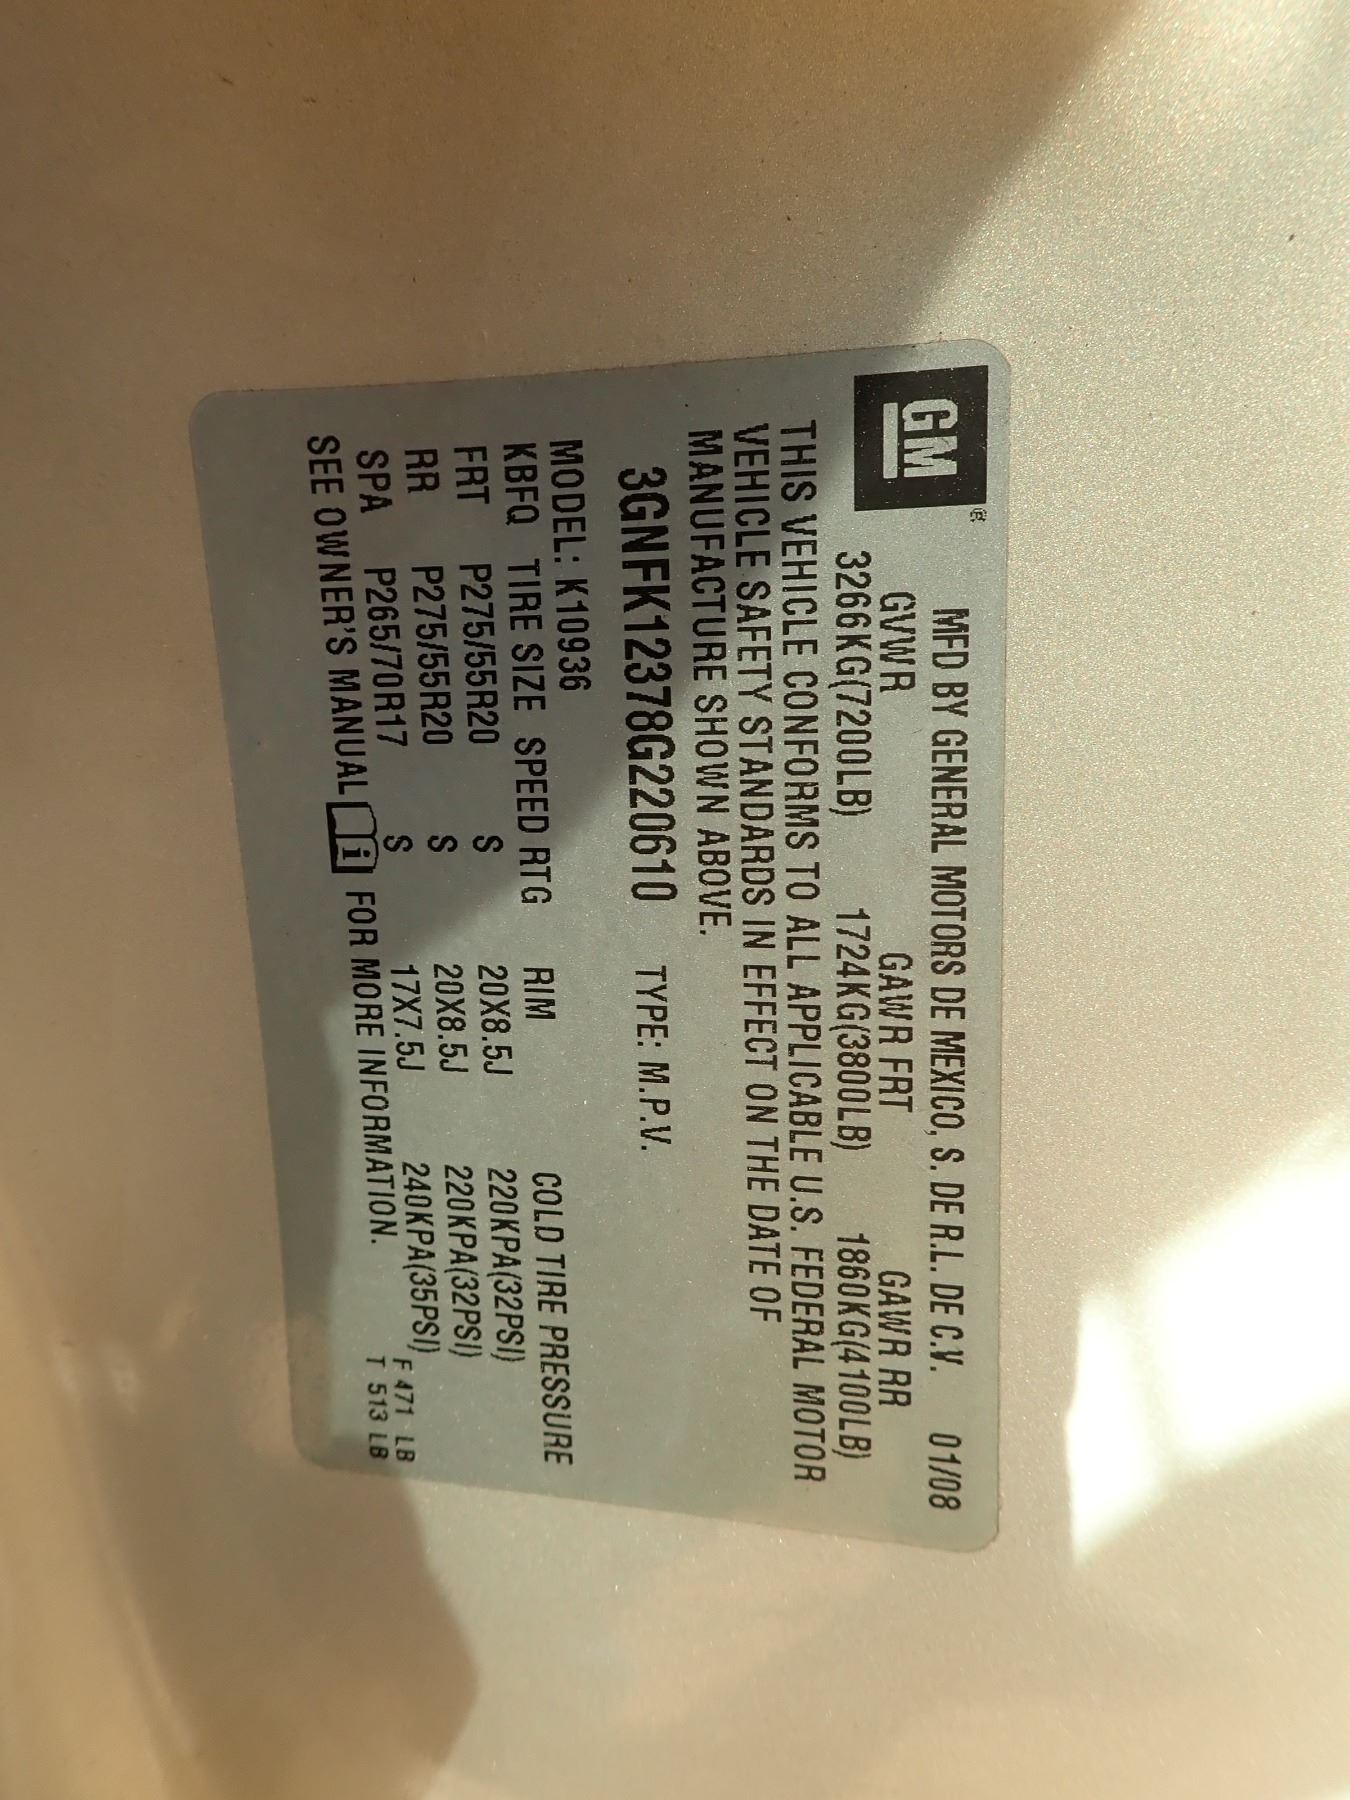 GM®
MFD BY GENERAL MOTORS DE MEXICO, S. DE R.L. DE C.V. 01/08
GVWR GAWR FRT GAWR RR
3266KG(7200LB) 1724KG(3800LB) 1860KG(4100LB)
THIS VEHICLE CONFORMS TO ALL APPLICABLE U.S. FEDERAL MOTOR
VEHICLE SAFETY STANDARDS IN EFFECT ON THE DATE OF
MANUFACTURE SHOWN ABOVE.
3GNFK12378G220610 TYPE: M.P.V.
MODEL: K10936
KBFQ TIRE SIZE SPEED RTG RIM COLD TIRE PRESSURE
FRT P275/55R20 S 20X8.5J 220KPA(32PSI)
RR P275/55R20 S 20X8.5J 220KPA(32PSI)
SPA P265/70R17 S 17X7.5J 240KPA(35PSI) F 471 LB
SEE OWNER'S MANUAL i FOR MORE INFORMATION. T 513 LB